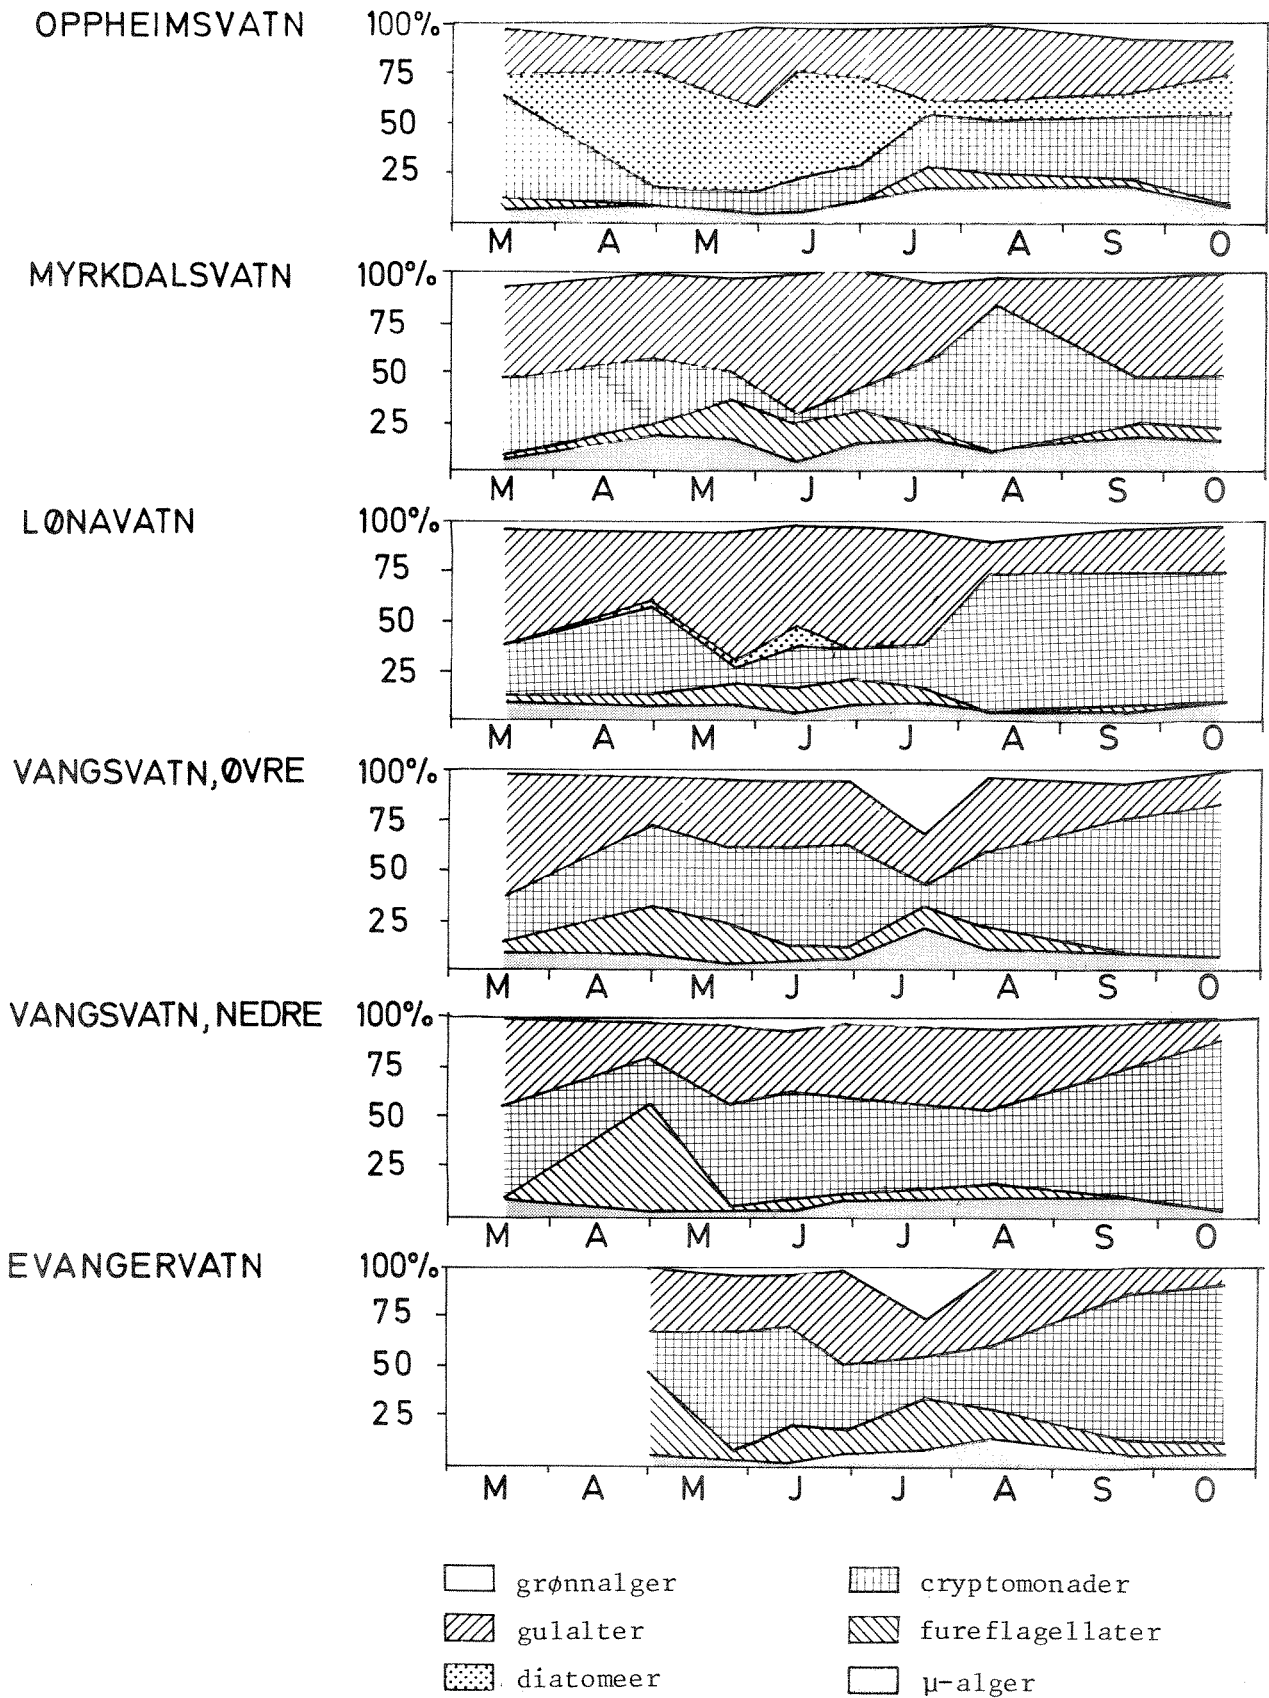 OPPHEIMSVATN
100%
75
50
25
M A M J J A S O
MYRKDALSVATN
100%
75
50
25
M A M J J A S O
LØNAVATN
100%
75
50
25
M A M J J A S O
VANGSVATN, ØVRE
100%
75
50
25
M A M J J A S O
VANGSVATN, NEDRE
100%
75
50
25
M A M J J A S O
EVANGERVATN
100%
75
50
25
M A M J J A S O
grønnalger
gulalter
diatomeer
cryptomonader
fureflagellater
µ-alger